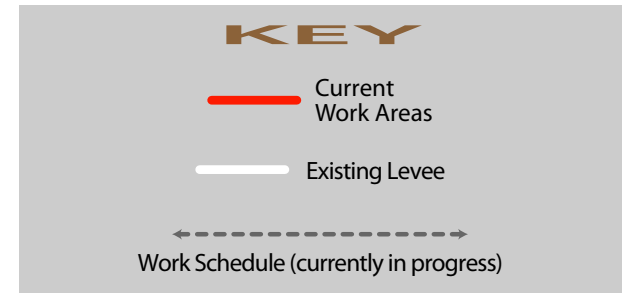 KEY
Current
Work Areas
Existing Levee
Work Schedule (currently in progress)